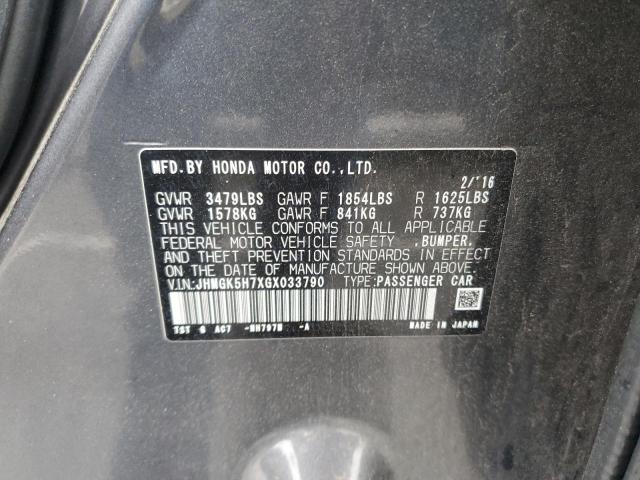 MFD.BY HONDA MOTOR CO.,LTD.
2/'16
GVWR 3479LBS GAWR F 1854LBS R 1625LBS
GVWR 1578KG GAWR F 841KG R 737KG
THIS VEHICLE CONFORMS TO ALL APPLICABLE
FEDERAL MOTOR VEHICLE SAFETY ,BUMPER,
AND THEFT PREVENTION STANDARDS IN EFFECT
ON THE DATE OF MANUFACTURE SHOWN ABOVE.
V.I.N:JHMGK5H7XGX033790 TYPE:PASSENGER CAR
AC7 -NH797M -A MADE IN JAPAN